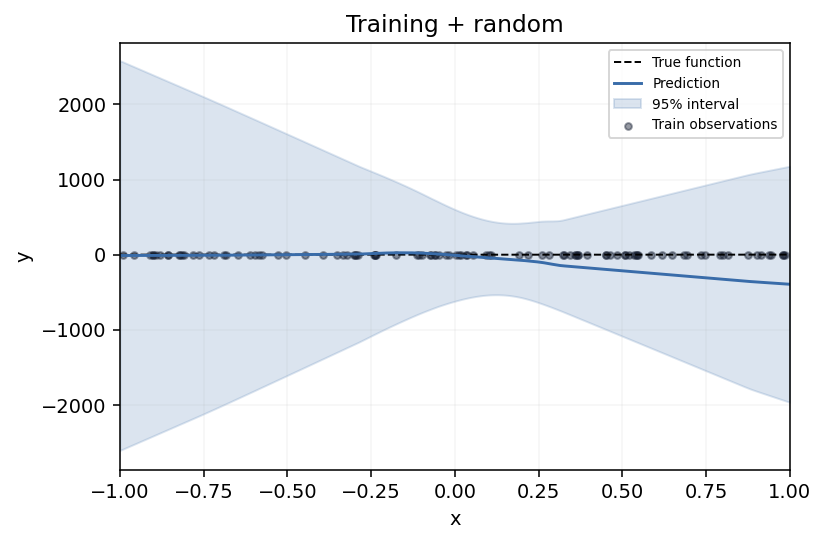 Training + random
True function
Prediction
95% interval
Train observations
y
2000
1000
0
−1000
−2000
−1.00 −0.75 −0.50 −0.25 0.00 0.25 0.50 0.75 1.00
x